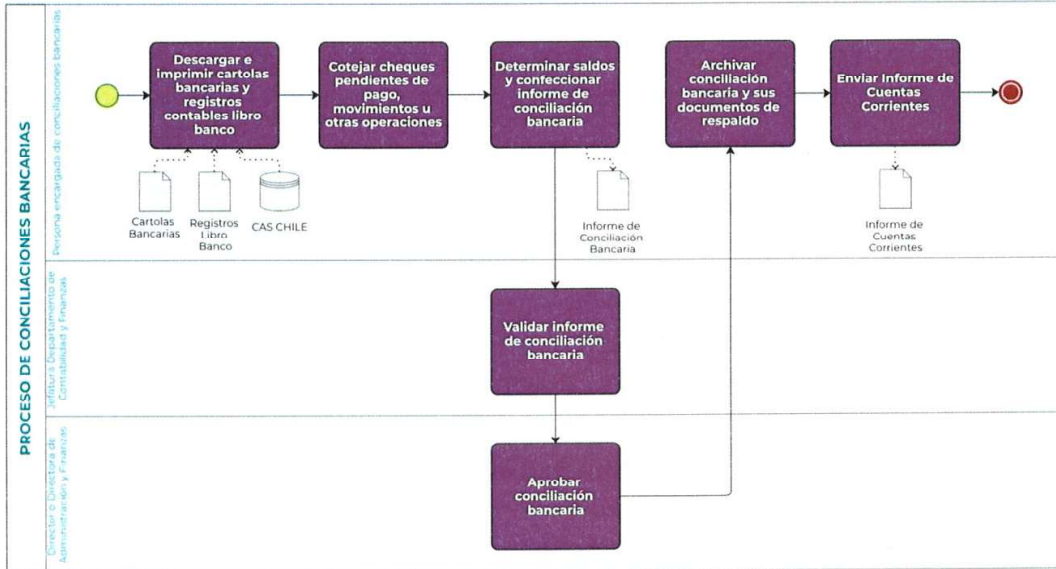 PROCESO DE CONCILIACIONES BANCARIAS
Persona encargada de conciliaciones bancarias
Descargar e
imprimir cartolas
bancarias y
registros
contables libro
banco
Cotejar cheques
pendientes de
pago,
movimientos u
otras operaciones
Determinar saldos
y confeccionar
informe de
conciliación
bancaria
Archivar
conciliación
bancaria y sus
documentos de
respaldo
Enviar Informe de
Cuentas
Corrientes
Cartolas
Bancarias
Registros
Libro
Banco
CAS CHILE
Informe de
Conciliación
Bancaria
Informe de
Cuentas
Corrientes
Jefatura Departamento de
Contabilidad y Finanzas
Validar informe
de conciliación
bancaria
Director o Directora de
Administración y Finanzas
Aprobar
conciliación
bancaria